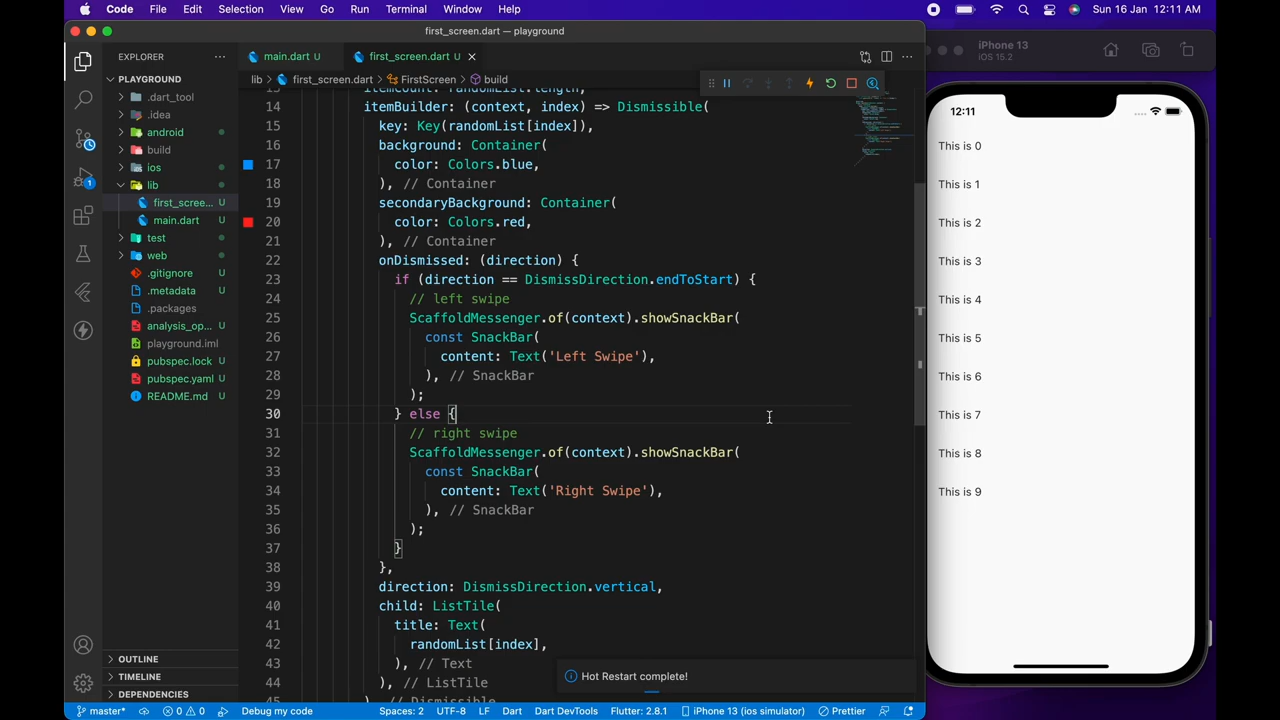 Code File Edit Selection View Go Run Terminal Window Help
Sun 16 Jan 12:11 AM
first_screen.dart — playground
EXPLORER
PLAYGROUND
.dart_tool
.idea
android
build
ios
lib
first_scree... U
main.dart U
test
web
.gitignore U
.metadata U
.packages
analysis_op... U
playground.iml
pubspec.lock U
pubspec.yaml U
README.md U
OUTLINE
TIMELINE
DEPENDENCIES
1
main.dart U
first_screen.dart U
lib > first_screen.dart > FirstScreen > build
14 itemBuilder: (context, index) => Dismissible(
15 key: Key(randomList[index]),
16 background: Container(
17 color: Colors.blue,
18 ), // Container
19 secondaryBackground: Container(
20 color: Colors.red,
21 ), // Container
22 onDismissed: (direction) {
23 if (direction == DismissDirection.endToStart) {
24 // left swipe
25 ScaffoldMessenger.of(context).showSnackBar(
26 const SnackBar(
27 content: Text('Left Swipe'),
28 ), // SnackBar
29 );
30 } else {
31 // right swipe
32 ScaffoldMessenger.of(context).showSnackBar(
33 const SnackBar(
34 content: Text('Right Swipe'),
35 ), // SnackBar
36 );
37 }
38 },
39 direction: DismissDirection.vertical,
40 child: ListTile(
41 title: Text(
42 randomList[index],
43 ), // Text
44 ), // ListTile
Hot Restart complete!
master* 0 0 Debug my code
Spaces: 2 UTF-8 LF Dart Dart DevTools Flutter: 2.8.1 iPhone 13 (ios simulator) Prettier
iPhone 13
iOS 15.2
12:11
This is 0
This is 1
This is 2
This is 3
This is 4
This is 5
This is 6
This is 7
This is 8
This is 9